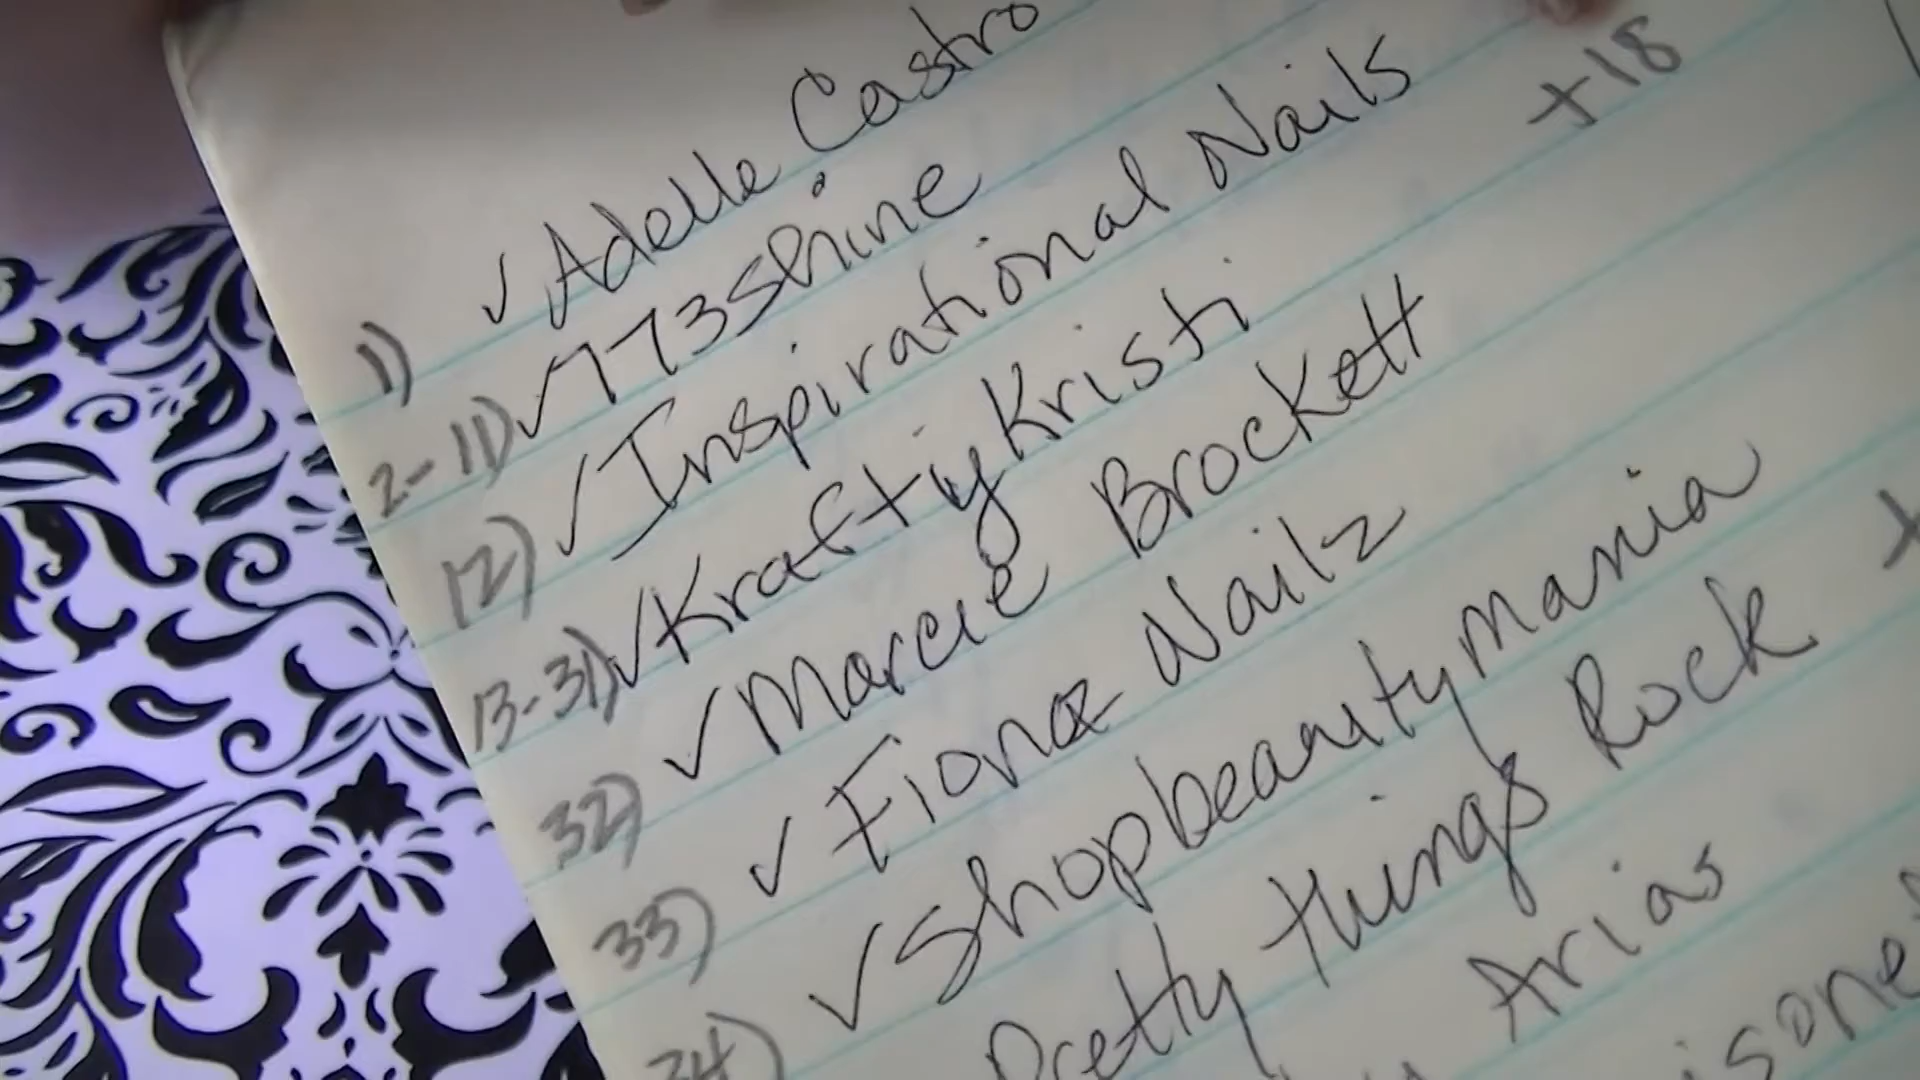 1) ✓ Adelle Castro
2-11) ✓ 773shine
12) ✓ Inspirational Nails
13-31) ✓ KraftyKristi +18
32) ✓ Marcie Brockett
33) ✓ Fiona Nailz
34) ✓ Shopbeautymania
Pretty things Rock +
Arias